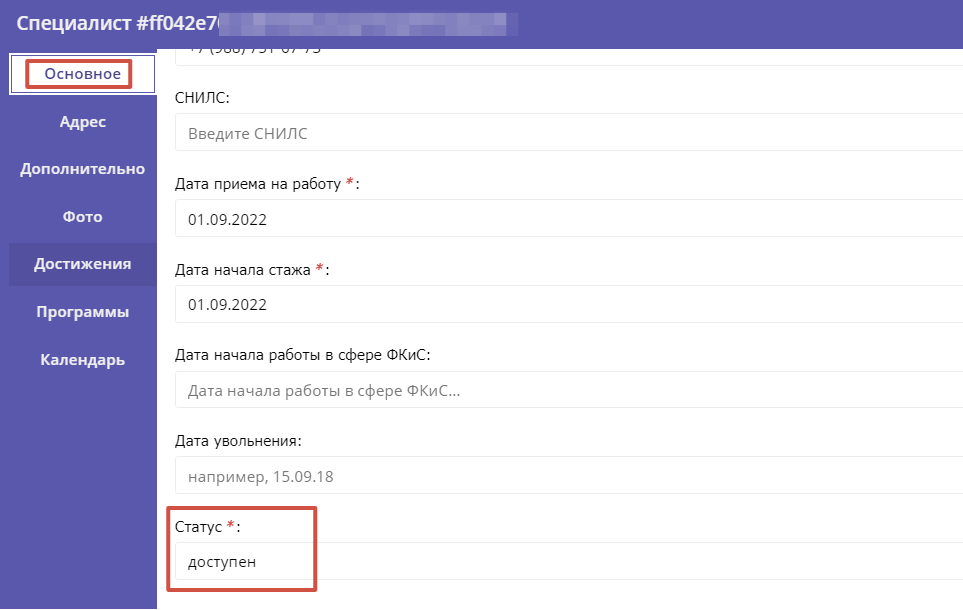 Специалист #ff042e7
Основное
Адрес
Дополнительно
Фото
Достижения
Программы
Календарь
СНИЛС:
Введите СНИЛС
Дата приема на работу *:
01.09.2022
Дата начала стажа *:
01.09.2022
Дата начала работы в сфере ФКиС:
Дата начала работы в сфере ФКиС...
Дата увольнения:
например, 15.09.18
Статус *:
доступен